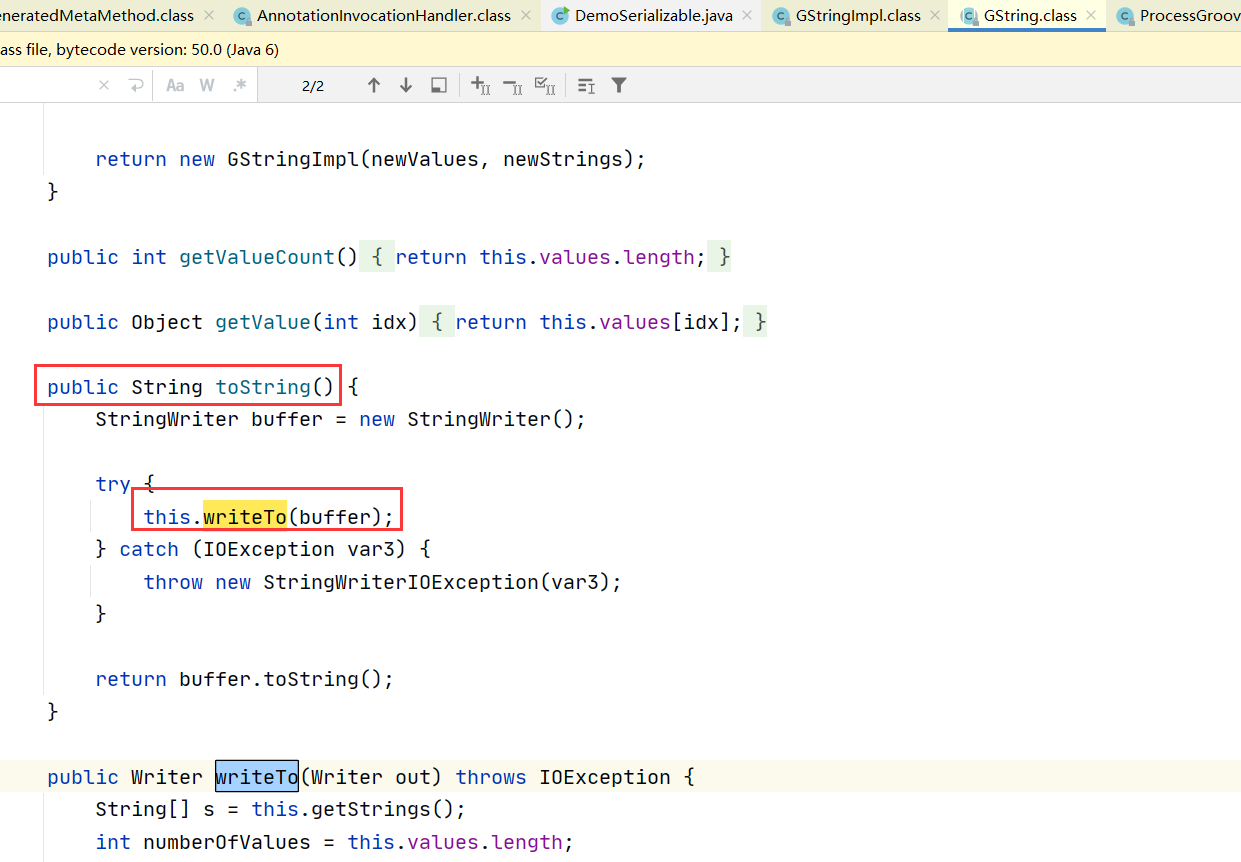 eneratedMetaMethod.class AnnotationInvocationHandler.class DemoSerializable.java GStringImpl.class GString.class ProcessGroov
ass file, bytecode version: 50.0 (Java 6)
Aa W .* 2/2
return new GStringImpl(newValues, newStrings);
}
public int getValueCount() { return this.values.length; }
public Object getValue(int idx) { return this.values[idx]; }
public String toString() {
StringWriter buffer = new StringWriter();
try {
this.writeTo(buffer);
} catch (IOException var3) {
throw new StringWriterIOException(var3);
}
return buffer.toString();
}
public Writer writeTo(Writer out) throws IOException {
String[] s = this.getStrings();
int numberOfValues = this.values.length;